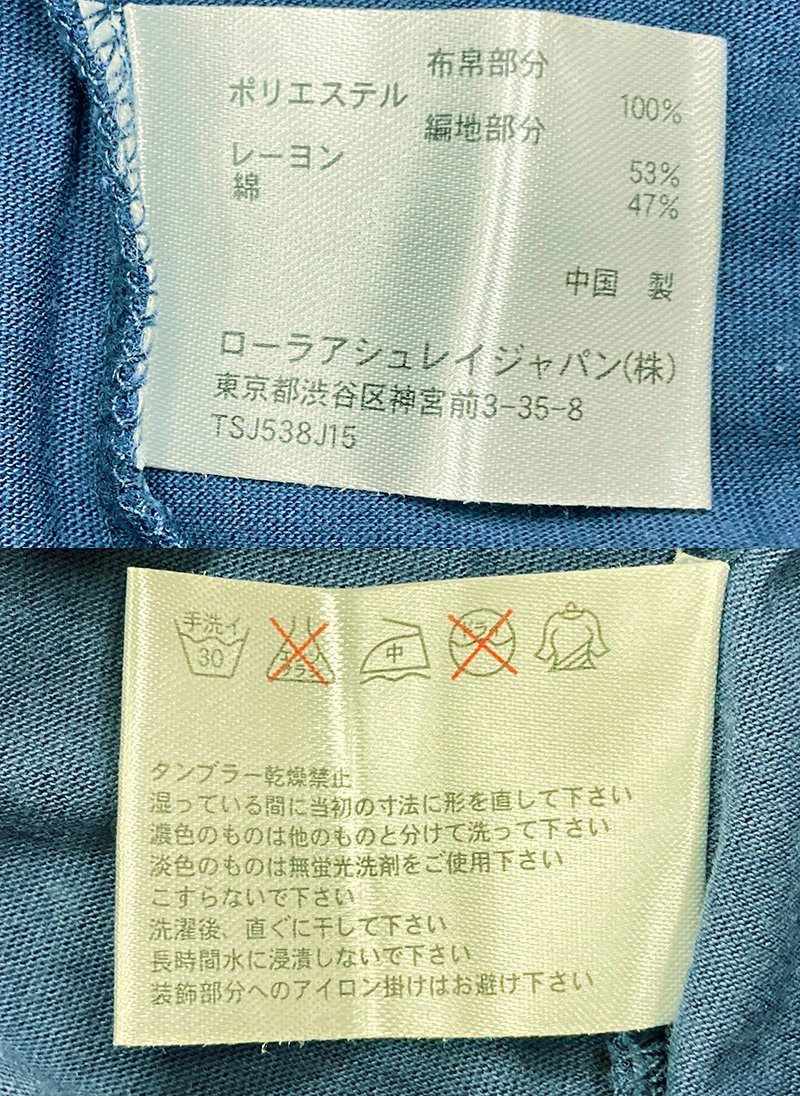 布帛部分
ポリエステル 100%
編地部分
レーヨン 53%
綿 47%
中国 製
ローラアシュレイジャパン(株)
東京都渋谷区神宮前3-35-8
TSJ538J15
手洗イ
30
エンソ
中
ドライ
タンブラー乾燥禁止
湿っている間に当初の寸法に形を直して下さい
濃色のものは他のものと分けて洗って下さい
淡色のものは無蛍光洗剤をご使用下さい
こすらないで下さい
洗濯後、直ぐに干して下さい
長時間水に浸漬しないで下さい
装飾部分へのアイロン掛けはお避け下さい